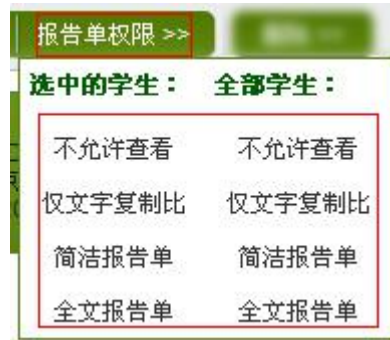 报告单权限 >>
选中的学生： 全部学生：
不允许查看 不允许查看
仅文字复制比 仅文字复制比
简洁报告单 简洁报告单
全文报告单 全文报告单